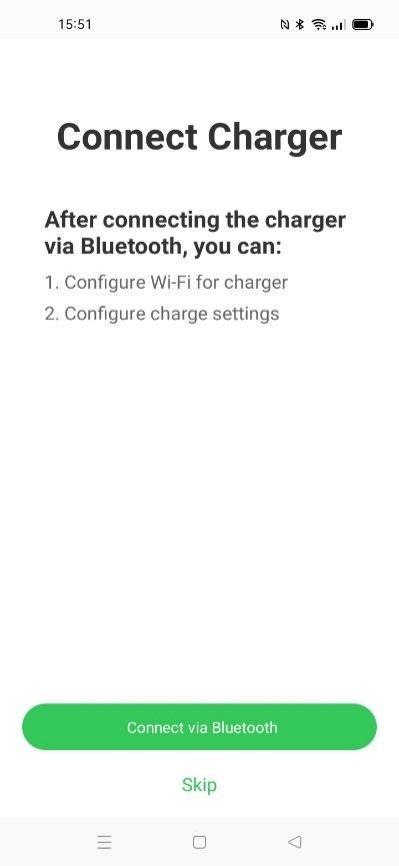 15:51
Connect Charger
After connecting the charger
via Bluetooth, you can:
1. Configure Wi-Fi for charger
2. Configure charge settings
Connect via Bluetooth
Skip